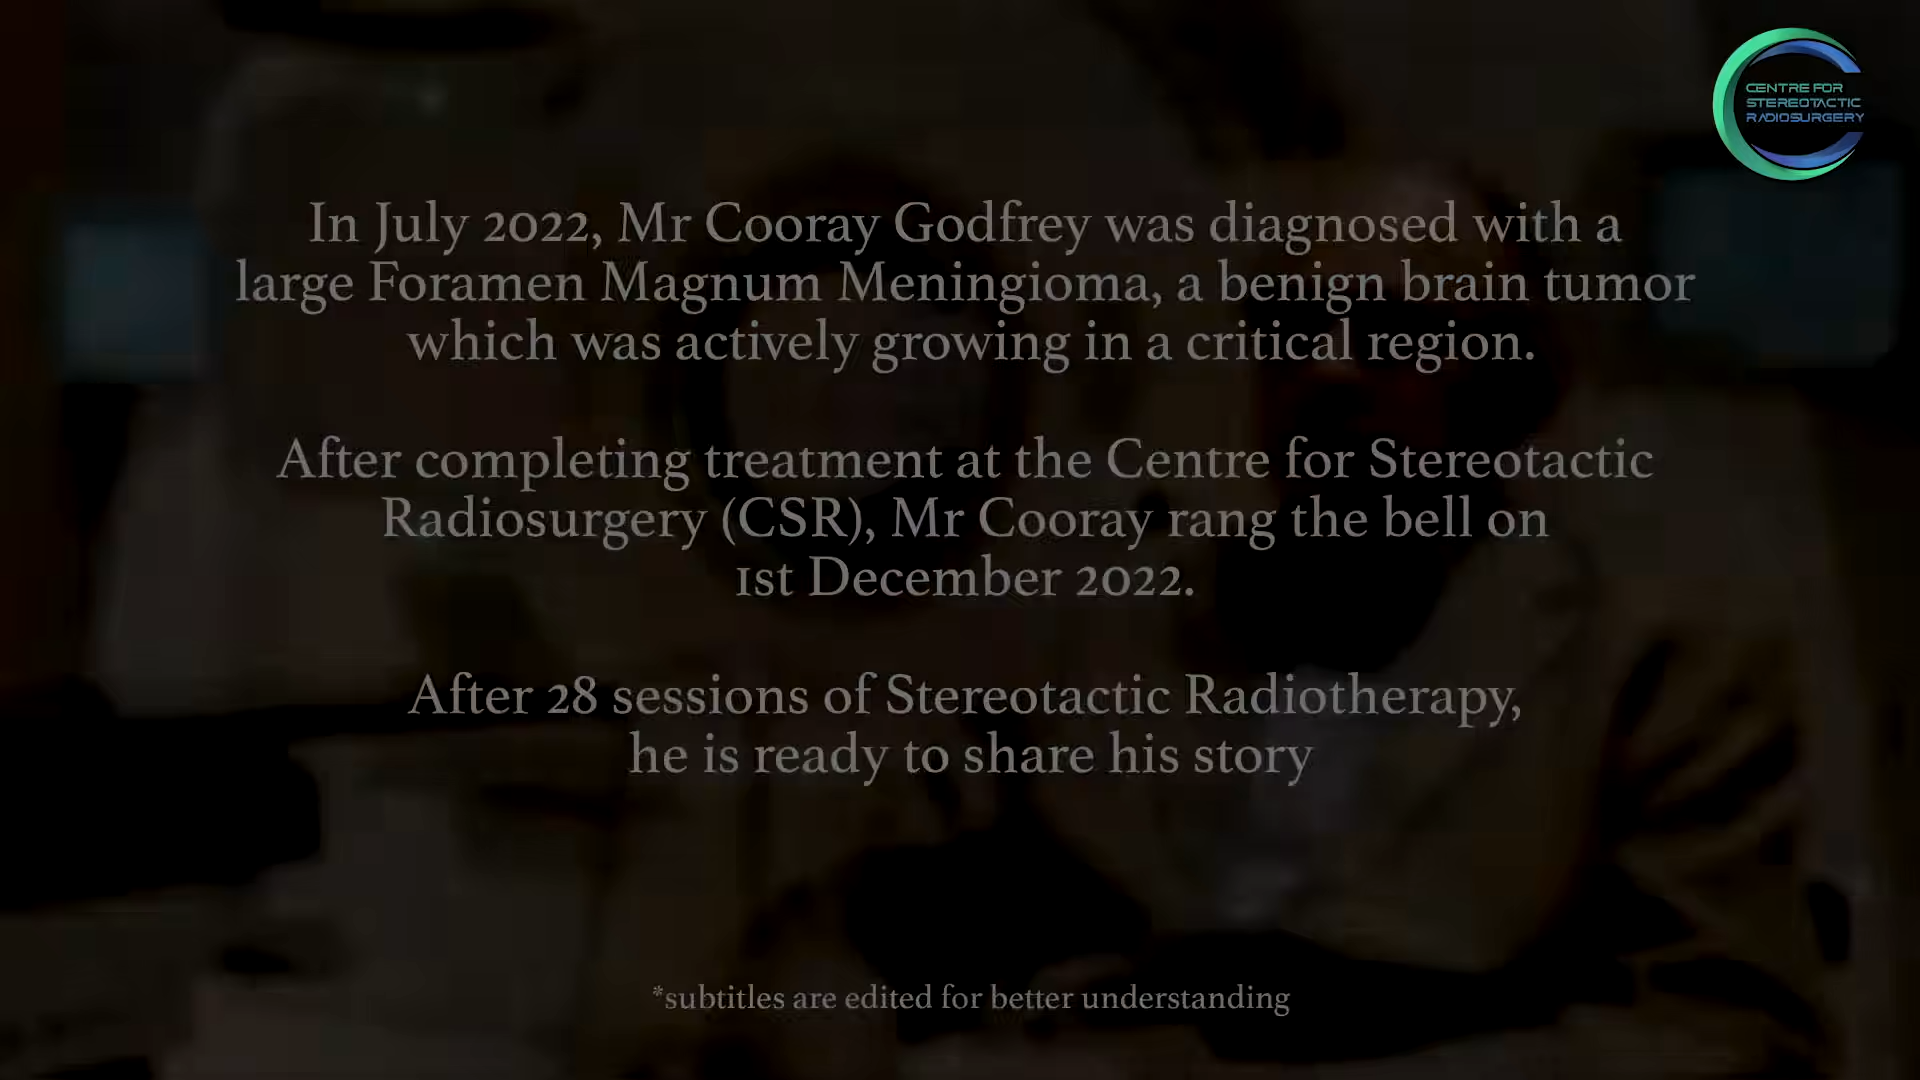 CENTRE FOR
STEREOTACTIC
RADIOSURGERY
In July 2022, Mr Cooray Godfrey was diagnosed with a
large Foramen Magnum Meningioma, a benign brain tumor
which was actively growing in a critical region.
After completing treatment at the Centre for Stereotactic
Radiosurgery (CSR), Mr Cooray rang the bell on
1st December 2022.
After 28 sessions of Stereotactic Radiotherapy,
he is ready to share his story
*subtitles are edited for better understanding